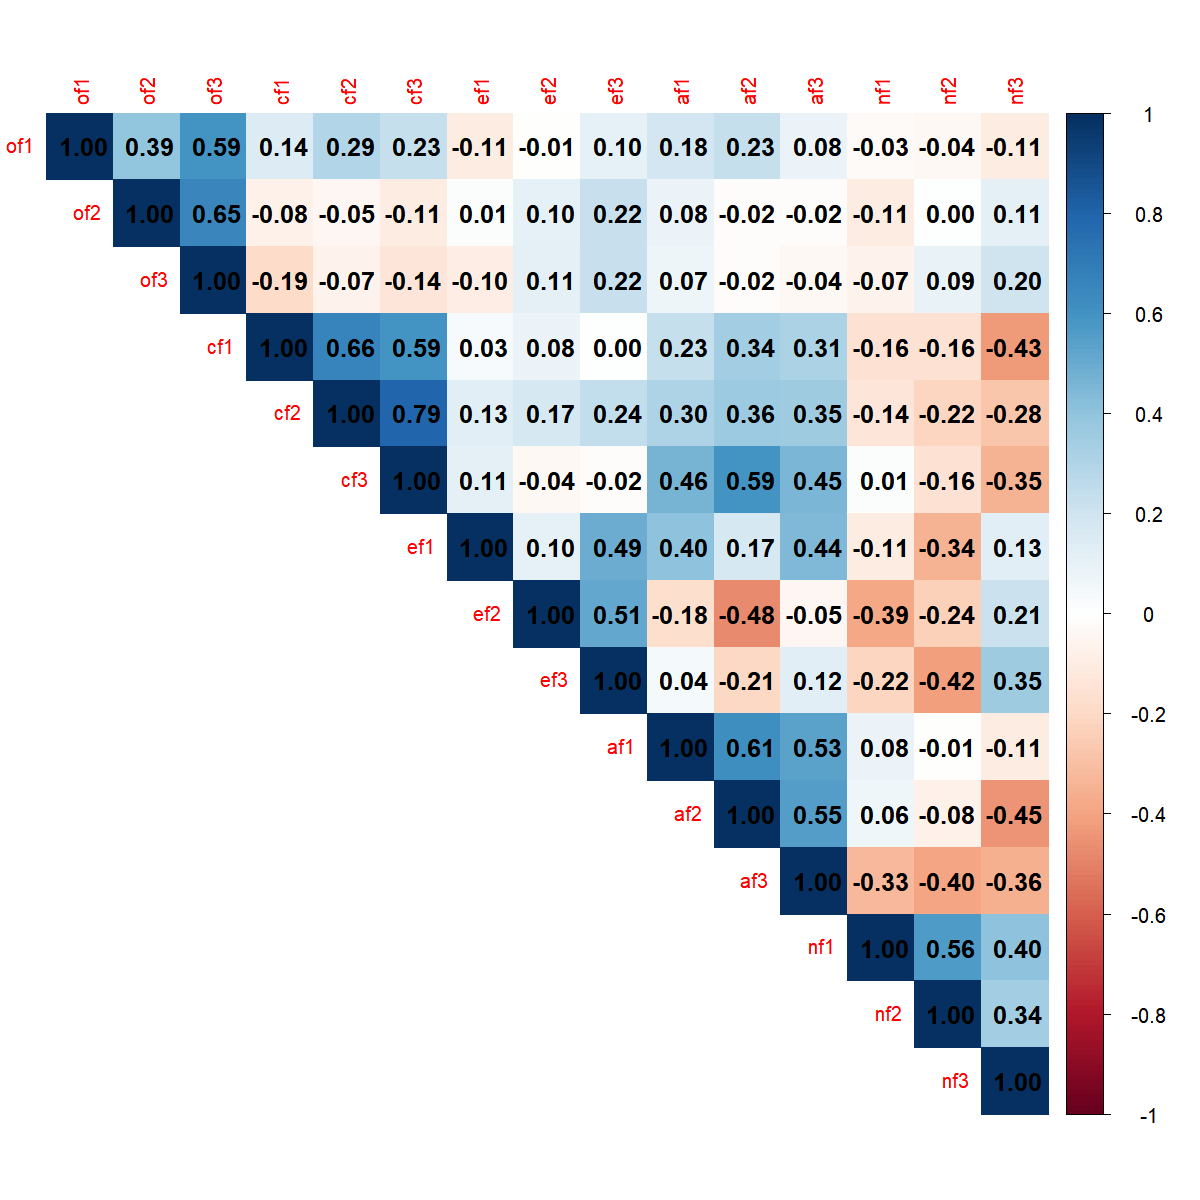 of1 of2 of3 cf1 cf2 cf3 ef1 ef2 ef3 af1 af2 af3 nf1 nf2 nf3
of1 1.00 0.39 0.59 0.14 0.29 0.23 -0.11 -0.01 0.10 0.18 0.23 0.08 -0.03 -0.04 -0.11
of2 1.00 0.65 -0.08 -0.05 -0.11 0.01 0.10 0.22 0.08 -0.02 -0.02 -0.11 0.00 0.11
of3 1.00 -0.19 -0.07 -0.14 -0.10 0.11 0.22 0.07 -0.02 -0.04 -0.07 0.09 0.20
cf1 1.00 0.66 0.59 0.03 0.08 0.00 0.23 0.34 0.31 -0.16 -0.16 -0.43
cf2 1.00 0.79 0.13 0.17 0.24 0.30 0.36 0.35 -0.14 -0.22 -0.28
cf3 1.00 0.11 -0.04 -0.02 0.46 0.59 0.45 0.01 -0.16 -0.35
ef1 1.00 0.10 0.49 0.40 0.17 0.44 -0.11 -0.34 0.13
ef2 1.00 0.51 -0.18 -0.48 -0.05 -0.39 -0.24 0.21
ef3 1.00 0.04 -0.21 0.12 -0.22 -0.42 0.35
af1 1.00 0.61 0.53 0.08 -0.01 -0.11
af2 1.00 0.55 0.06 -0.08 -0.45
af3 1.00 -0.33 -0.40 -0.36
nf1 1.00 0.56 0.40
nf2 1.00 0.34
nf3 1.00
1
0.8
0.6
0.4
0.2
0
-0.2
-0.4
-0.6
-0.8
-1